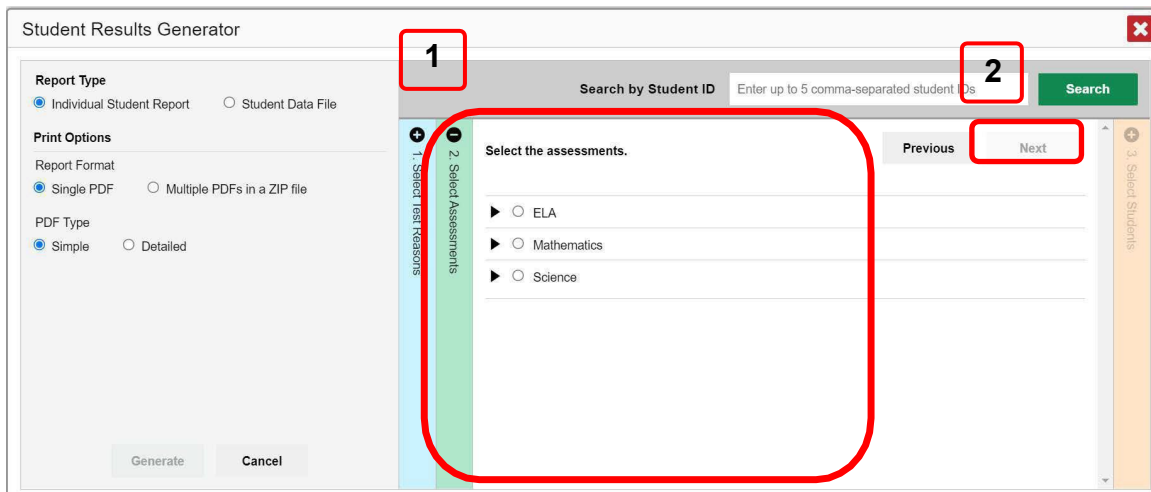 Student Results Generator
1
2
Report Type
Individual Student Report Student Data File
Print Options
Report Format
Single PDF Multiple PDFs in a ZIP file
PDF Type
Simple Detailed
Generate Cancel
Search by Student ID Enter up to 5 comma-separated student IDs Search
1. Select Test Reasons
2. Select Assessments
Select the assessments. Previous Next
ELA
Mathematics
Science
3. Select Students